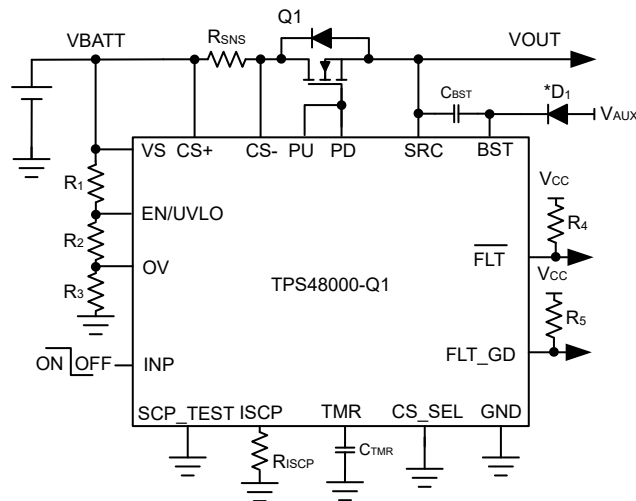 Q1
VBATT
RSNS
VOUT
CBST
*D1
VAUX
VS CS+ CS- PU PD SRC BST
R1
EN/UVLO
R2
OV
R3
VCC
R4
FLT
VCC
TPS48000-Q1
R5
FLT_GD
ON OFF
INP
SCP_TEST ISCP TMR CS_SEL GND
RISCP
CTMR